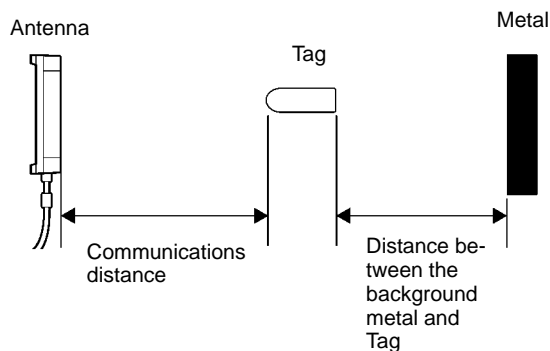 Antenna
Tag
Metal
Communications
distance
Distance be-
tween the
background
metal and
Tag